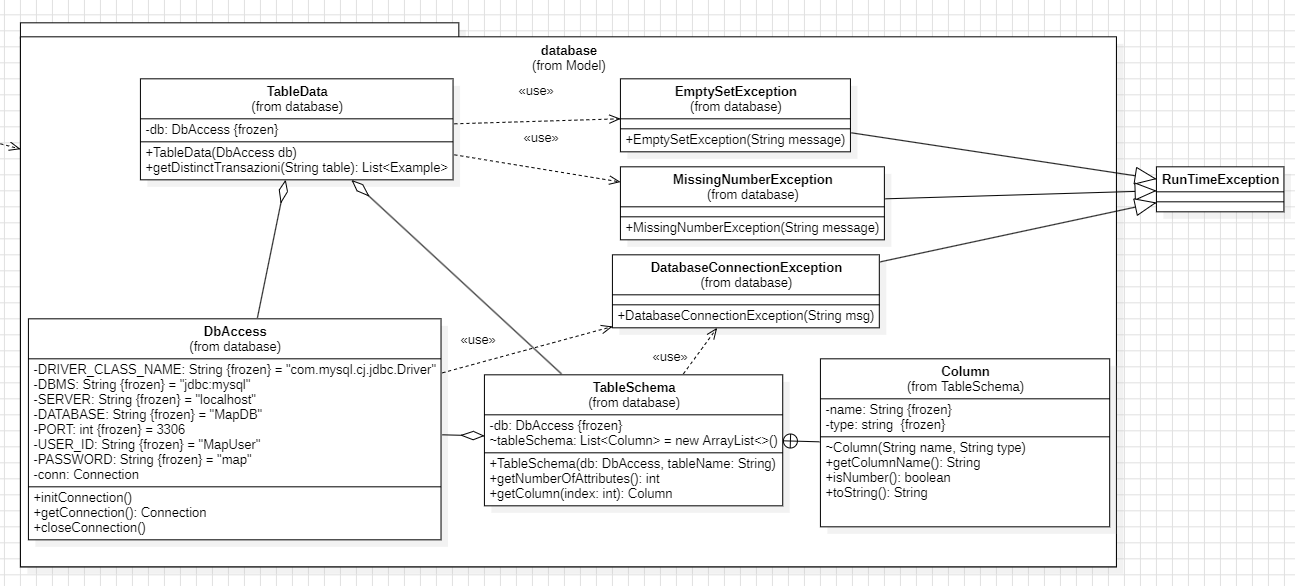 database
(from Model)
TableData
(from database)
-db: DbAccess {frozen}
+TableData(DbAccess db)
+getDistinctTransazioni(String table): List<Example>
«use»
«use»
EmptySetException
(from database)
+EmptySetException(String message)
MissingNumberException
(from database)
+MissingNumberException(String message)
RunTimeException
DatabaseConnectionException
(from database)
+DatabaseConnectionException(String msg)
DbAccess
(from database)
-DRIVER_CLASS_NAME: String {frozen} = "com.mysql.cj.jdbc.Driver"
-DBMS: String {frozen} = "jdbc:mysql"
-SERVER: String {frozen} = "localhost"
-DATABASE: String {frozen} = "MapDB"
-PORT: int {frozen} = 3306
-USER_ID: String {frozen} = "MapUser"
-PASSWORD: String {frozen} = "map"
-conn: Connection
+initConnection()
+getConnection(): Connection
+closeConnection()
«use»
«use»
TableSchema
(from database)
-db: DbAccess {frozen}
~tableSchema: List<Column> = new ArrayList<>()
+TableSchema(db: DbAccess, tableName: String)
+getNumberOfAttributes(): int
+getColumn(index: int): Column
Column
(from TableSchema)
-name: String {frozen}
-type: string  {frozen}
~Column(String name, String type)
+getColumnName(): String
+isNumber(): boolean
+toString(): String